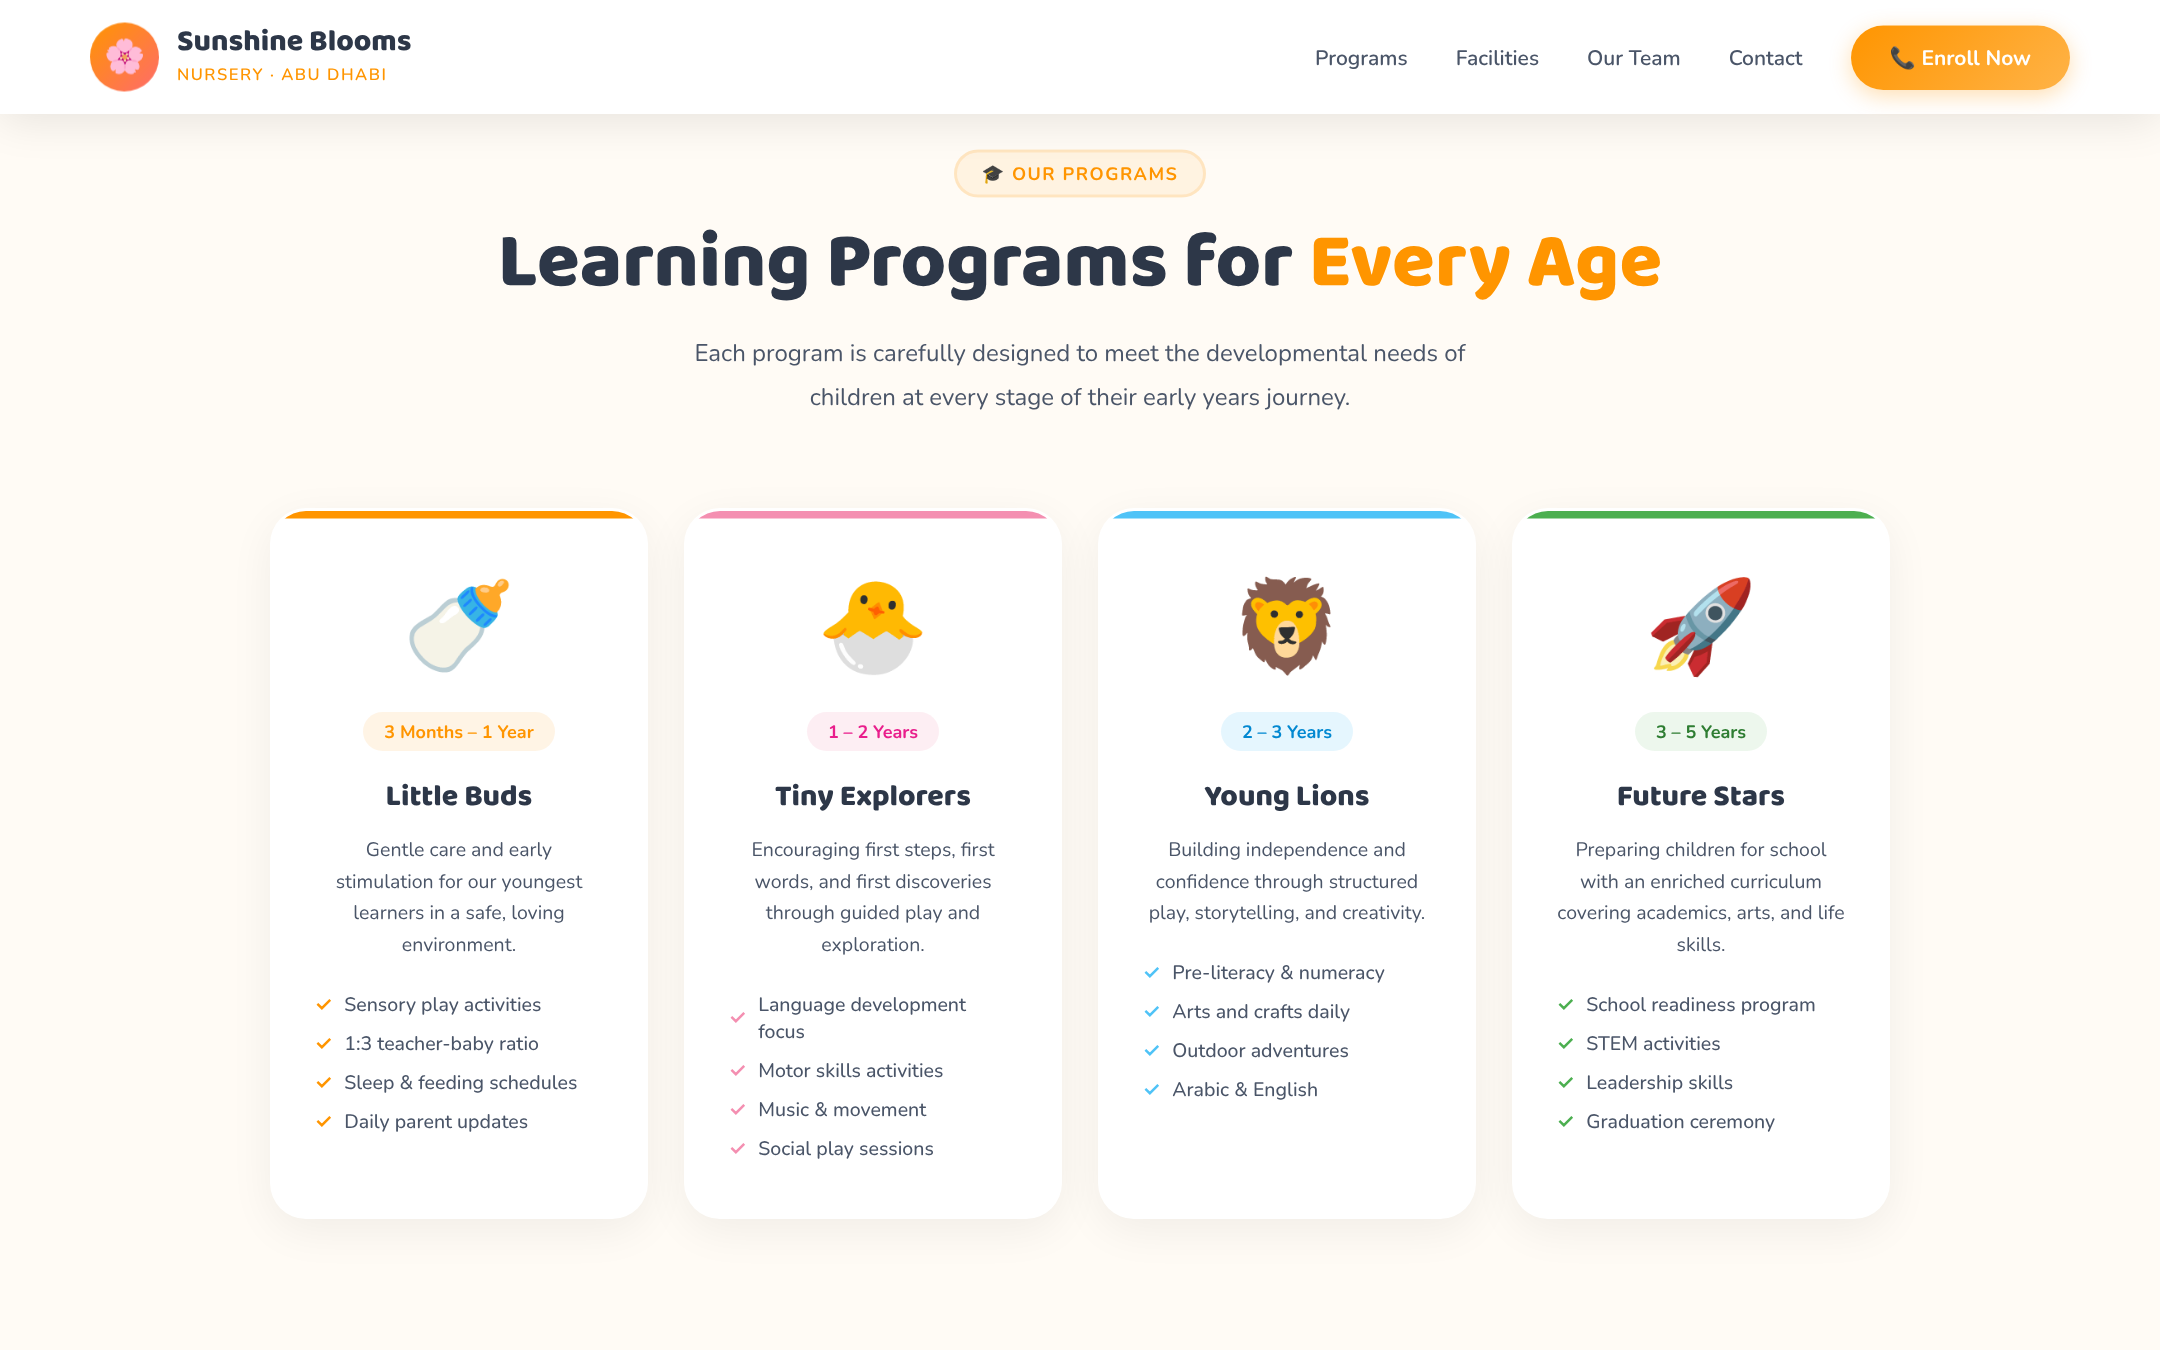 Sunshine Blooms
NURSERY · ABU DHABI
Programs
Facilities
Our Team
Contact
📞 Enroll Now
🎓 OUR PROGRAMS
Learning Programs for Every Age
Each program is carefully designed to meet the developmental needs of
children at every stage of their early years journey.
3 Months – 1 Year
Little Buds
Gentle care and early
stimulation for our youngest
learners in a safe, loving
environment.
Sensory play activities
1:3 teacher-baby ratio
Sleep & feeding schedules
Daily parent updates
1 – 2 Years
Tiny Explorers
Encouraging first steps, first
words, and first discoveries
through guided play and
exploration.
Language development
focus
Motor skills activities
Music & movement
Social play sessions
2 – 3 Years
Young Lions
Building independence and
confidence through structured
play, storytelling, and creativity.
Pre-literacy & numeracy
Arts and crafts daily
Outdoor adventures
Arabic & English
3 – 5 Years
Future Stars
Preparing children for school
with an enriched curriculum
covering academics, arts, and life
skills.
School readiness program
STEM activities
Leadership skills
Graduation ceremony